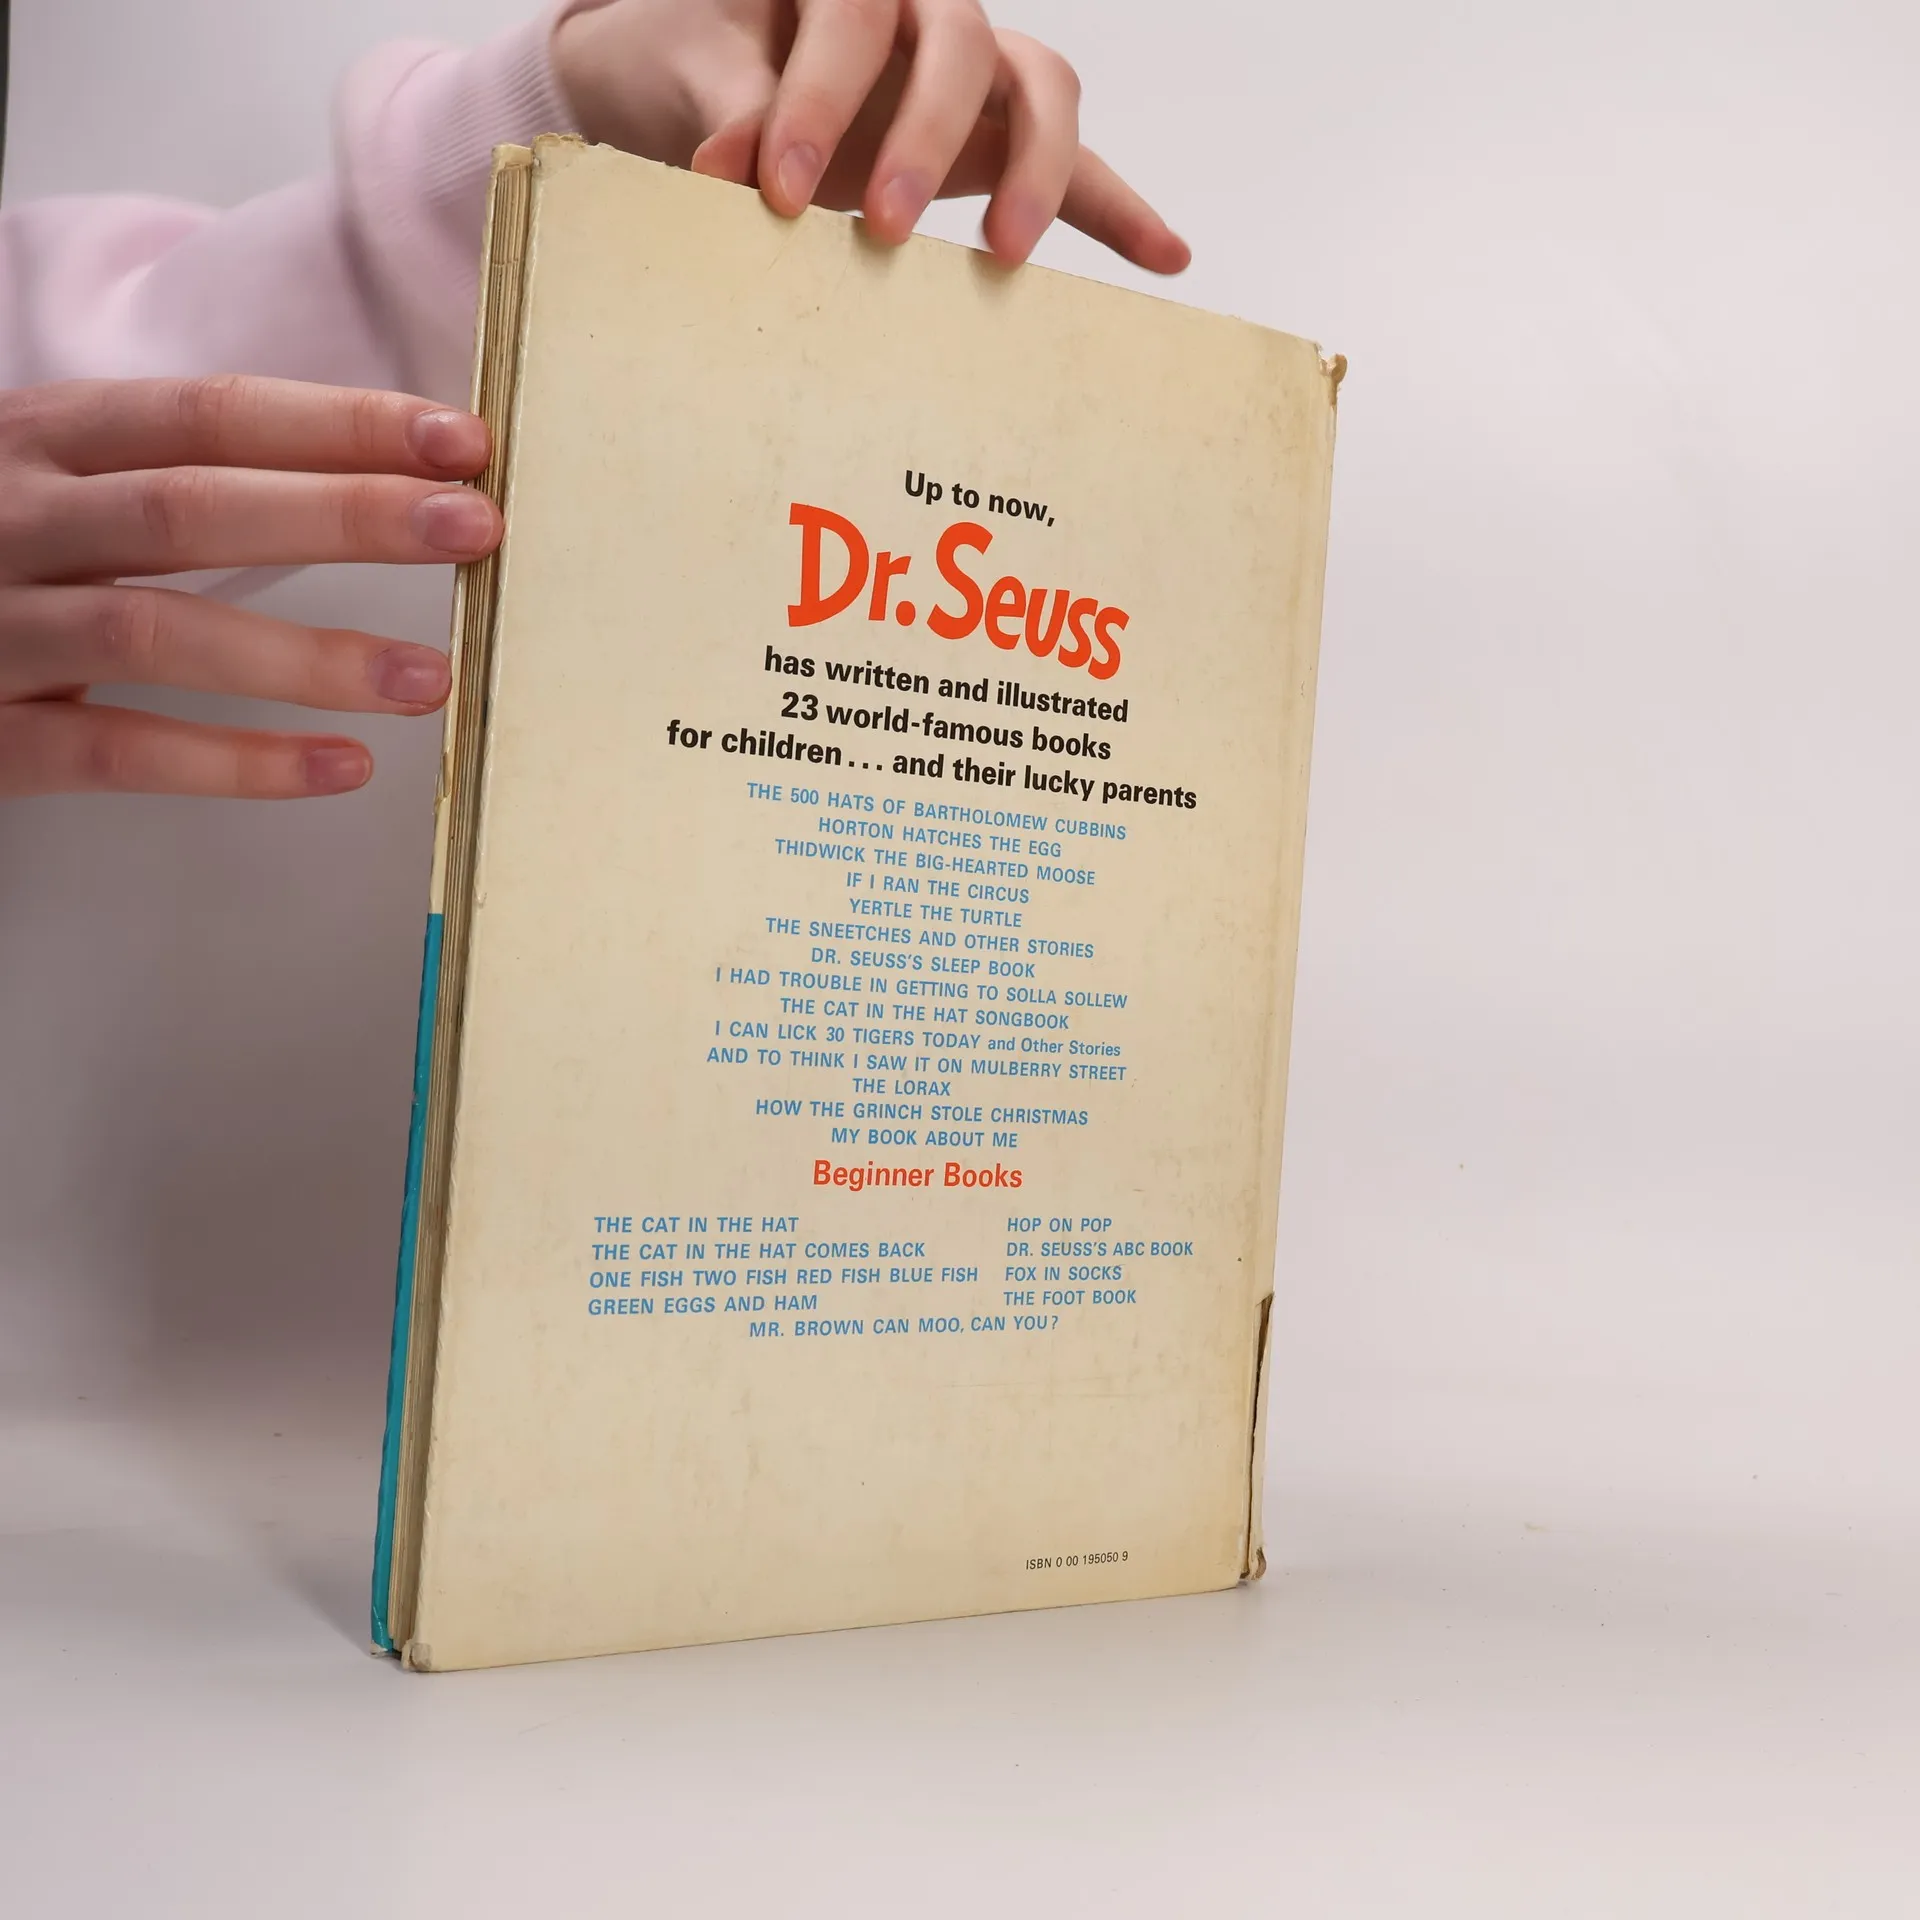 Up to now,
Dr. Seuss
has written and illustrated
23 world-famous books
for children... and their lucky parents
THE 500 HATS OF BARTHOLOMEW CUBBINS
HORTON HATCHES THE EGG
THIDWICK THE BIG-HEARTED MOOSE
IF I RAN THE CIRCUS
YERTLE THE TURTLE
THE SNEETCHES AND OTHER STORIES
DR. SEUSS'S SLEEP BOOK
I HAD TROUBLE IN GETTING TO SOLLA SOLLEW
THE CAT IN THE HAT SONGBOOK
I CAN LICK 30 TIGERS TODAY and Other Stories
AND TO THINK I SAW IT ON MULBERRY STREET
THE LORAX
HOW THE GRINCH STOLE CHRISTMAS
MY BOOK ABOUT ME
Beginner Books
THE CAT IN THE HAT
THE CAT IN THE HAT COMES BACK
ONE FISH TWO FISH RED FISH BLUE FISH
GREEN EGGS AND HAM
HOP ON POP
DR. SEUSS'S ABC BOOK
FOX IN SOCKS
THE FOOT BOOK
MR. BROWN CAN MOO, CAN YOU?
ISBN 0 00 195050 9